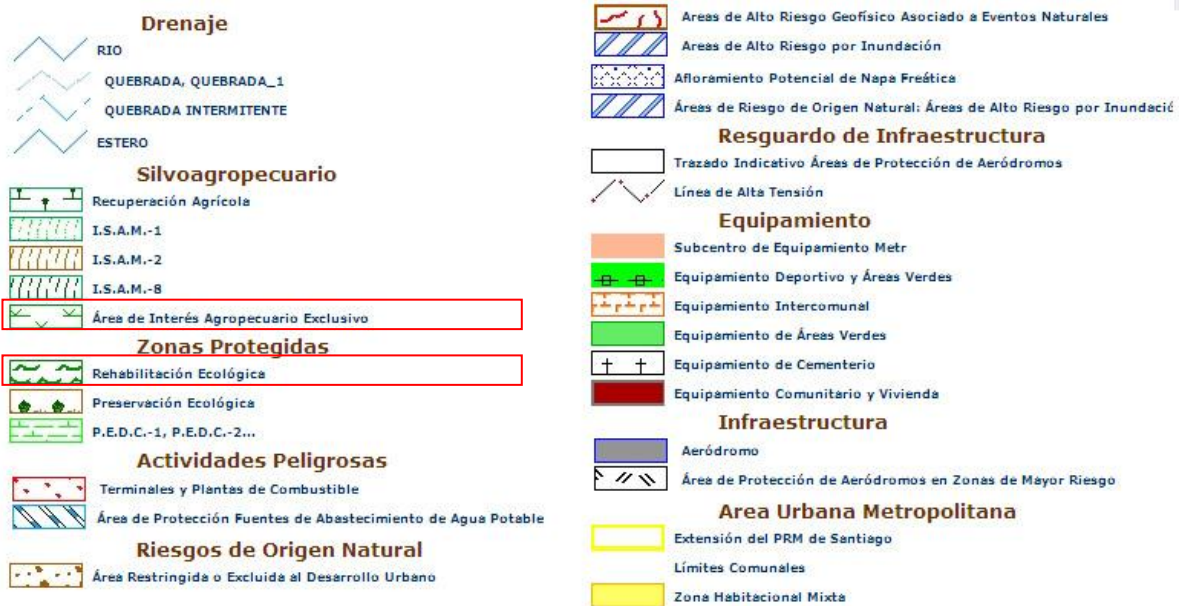 Drenaje
RIO
QUEBRADA, QUEBRADA_1
QUEBRADA INTERMITENTE
ESTERO
Silvoagropecuario
Recuperación Agrícola
I.S.A.M.-1
I.S.A.M.-2
I.S.A.M.-8
Área de Interés Agropecuario Exclusivo
Zonas Protegidas
Rehabilitación Ecológica
Preservación Ecológica
P.E.D.C.-1, P.E.D.C.-2...
Actividades Peligrosas
Terminales y Plantas de Combustible
Área de Protección Fuentes de Abastecimiento de Agua Potable
Riesgos de Origen Natural
Área Restringida o Excluida al Desarrollo Urbano
Areas de Alto Riesgo Geofísico Asociado a Eventos Naturales
Areas de Alto Riesgo por Inundación
Afloramiento Potencial de Napa Freática
Áreas de Riesgo de Origen Natural: Áreas de Alto Riesgo por Inundació
Resguardo de Infraestructura
Trazado Indicativo Áreas de Protección de Aeródromos
Línea de Alta Tensión
Equipamiento
Subcentro de Equipamiento Metr
Equipamiento Deportivo y Áreas Verdes
Equipamiento Intercomunal
Equipamiento de Áreas Verdes
Equipamiento de Cementerio
Equipamiento Comunitario y Vivienda
Infraestructura
Aeródromo
Área de Protección de Aeródromos en Zonas de Mayor Riesgo
Area Urbana Metropolitana
Extensión del PRM de Santiago
Límites Comunales
Zona Habitacional Mixta